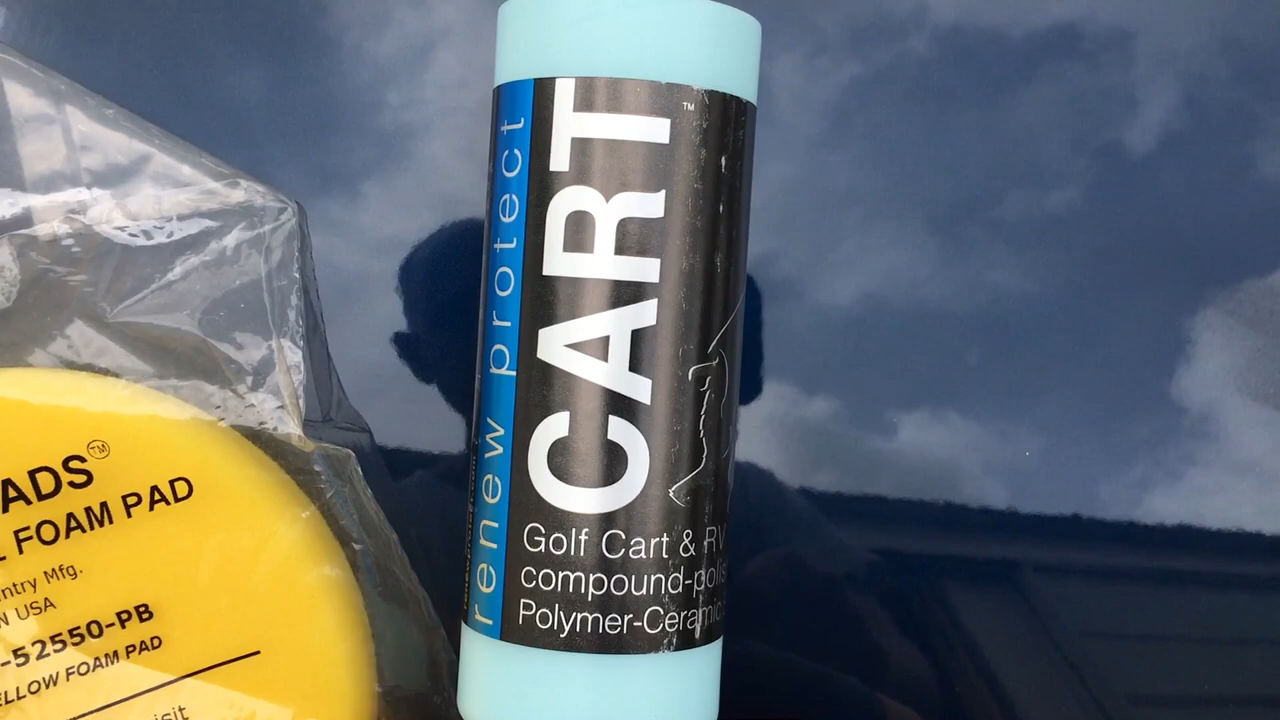 ADS™
FOAM PAD
ntry Mfg.
N USA
-52550-PB
ELLOW FOAM PAD
isit
renew protect
CART™
Golf Cart & RV
compound-polis
Polymer-Ceramic